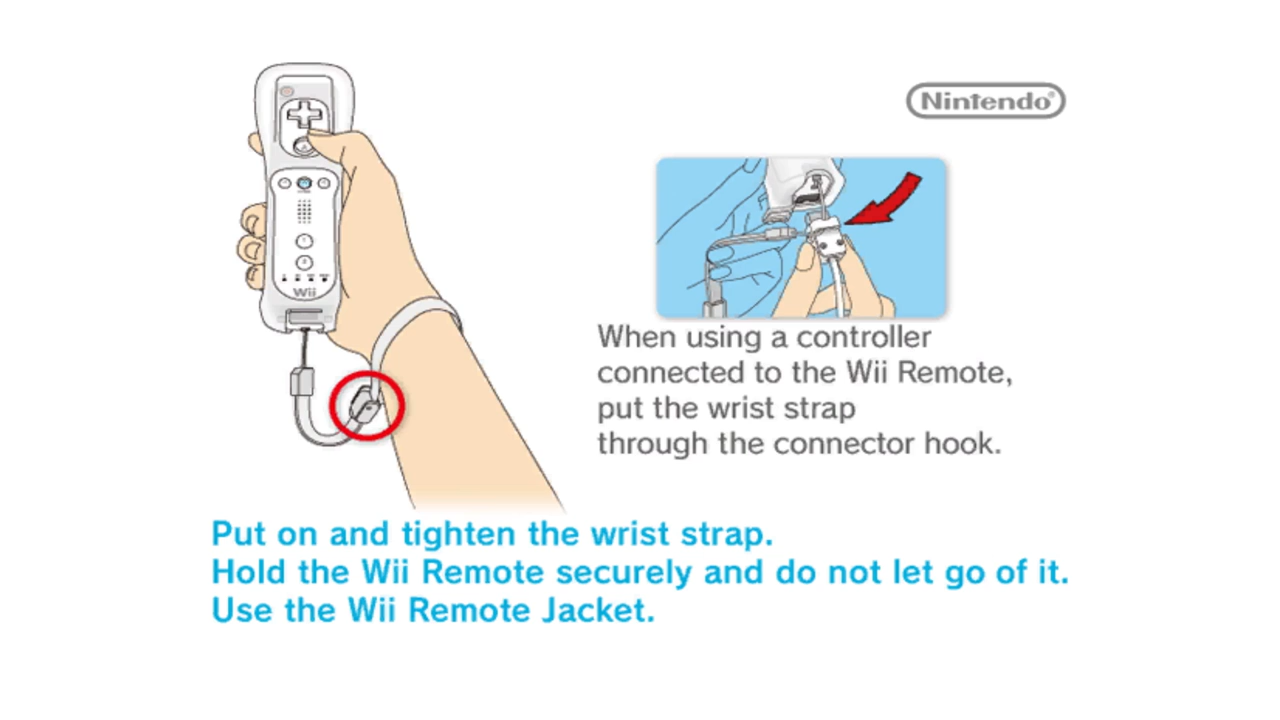 Nintendo®
When using a controller
connected to the Wii Remote,
put the wrist strap
through the connector hook.
Wii
Put on and tighten the wrist strap.
Hold the Wii Remote securely and do not let go of it.
Use the Wii Remote Jacket.